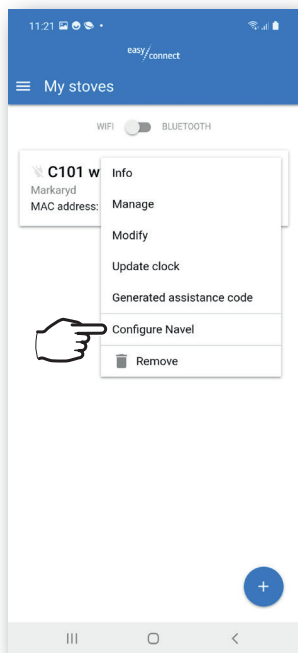 11:21
easy/connect
My stoves
WIFI BLUETOOTH
C101 w
Markaryd
MAC address:
Info
Manage
Modify
Update clock
Generated assistance code
Configure Navel
Remove